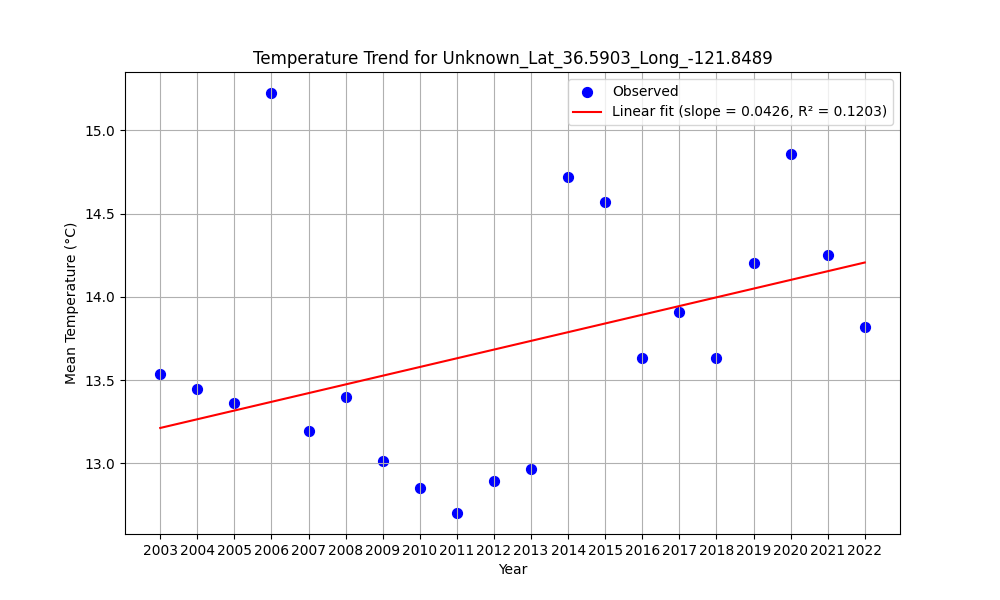 Temperature Trend for Unknown_Lat_36.5903_Long_-121.8489
Observed
Linear fit (slope = 0.0426, R² = 0.1203)
Mean Temperature (°C)
15.0
14.5
14.0
13.5
13.0
2003 2004 2005 2006 2007 2008 2009 2010 2011 2012 2013 2014 2015 2016 2017 2018 2019 2020 2021 2022
Year